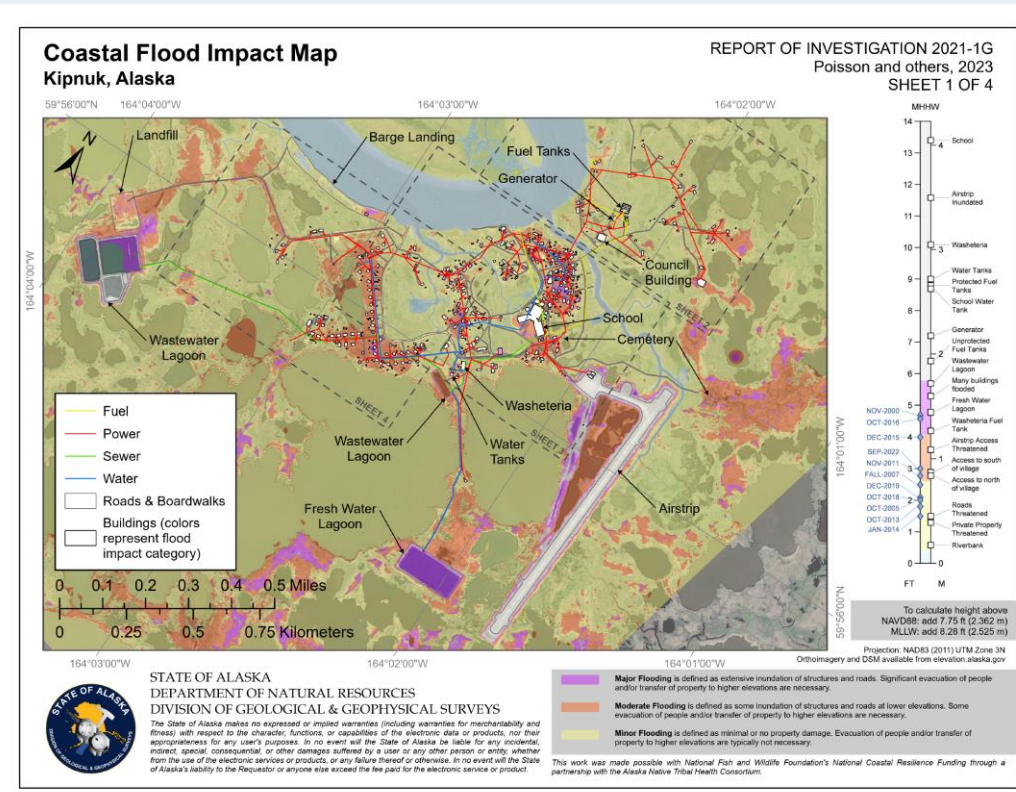 Coastal Flood Impact Map
Kipnuk, Alaska
REPORT OF INVESTIGATION 2021-1G
Poisson and others, 2023
SHEET 1 OF 4
59°56'00"N
164°04'00"W
164°03'00"W
164°02'00"W
N
Landfill
Barge Landing
Fuel Tanks
Generator
Council
Building
SHEET 2
School
Cemetery
164°04'00"W
Wastewater
Lagoon
SHEET 4
SHEET 3
Washeteria
Wastewater
Lagoon
Water
Tanks
Fresh Water
Lagoon
Airstrip
164°01'00"W
59°56'00"N
Fuel
Power
Sewer
Water
Roads & Boardwalks
Buildings (colors
represent flood
impact category)
0 0.1 0.2 0.3 0.4 0.5 Miles
0 0.25 0.5 0.75 Kilometers
164°03'00"W
164°02'00"W
164°01'00"W
MHHW
14
13
12
11
10
9
8
7
6
5
4
3
2
1
0
FT
4
3
2
1
0
M
School
Airstrip
Inundated
Washeteria
Water Tanks
Protected Fuel
Tanks
School Water
Tank
Generator
Unprotected
Fuel Tanks
Wastewater
Lagoon
Many buildings
flooded
Fresh Water
Lagoon
Washeteria Fuel
Tank
Airstrip Access
Threatened
Access to south
of village
Access to north
of village
Roads
Threatened
Private Property
Threatened
Riverbank
NOV-2000
OCT-2016
DEC-2015
SEP-2022
NOV-2011
FALL-2007
DEC-2019
OCT-2018
OCT-2005
OCT-2013
JAN-2014
To calculate height above
NAVD88: add 7.75 ft (2.362 m)
MLLW: add 8.28 ft (2.525 m)
Projection: NAD83 (2011) UTM Zone 3N
Orthoimagery and DSM available from elevation.alaska.gov
STATE OF ALASKA
DIVISION OF GEOLOGICAL & GEOPHYSICAL SURVEYS
STATE OF ALASKA
DEPARTMENT OF NATURAL RESOURCES
DIVISION OF GEOLOGICAL & GEOPHYSICAL SURVEYS
The State of Alaska makes no expressed or implied warranties (including warranties for merchantability and
fitness) with respect to the character, functions, or capabilities of the electronic data or products, nor their
appropriateness for any user's purposes. In no event will the State of Alaska be liable for any incidental,
indirect, special, consequential, or other damages suffered by a user or any other person or entity, whether
from the use of the electronic services or products, or any failure thereof or otherwise. In no event will the State
of Alaska's liability to the Requestor or anyone else exceed the fee paid for the electronic service or product.
Major Flooding is defined as extensive inundation of structures and roads. Significant evacuation of people
and/or transfer of property to higher elevations are necessary.
Moderate Flooding is defined as some inundation of structures and roads at lower elevations. Some
evacuation of people and/or transfer of property to higher elevations are necessary.
Minor Flooding is defined as minimal or no property damage. Evacuation of people and/or transfer of
property to higher elevations are typically not necessary.
This work was made possible with National Fish and Wildlife Foundation's National Coastal Resilience Funding through a
partnership with the Alaska Native Tribal Health Consortium.